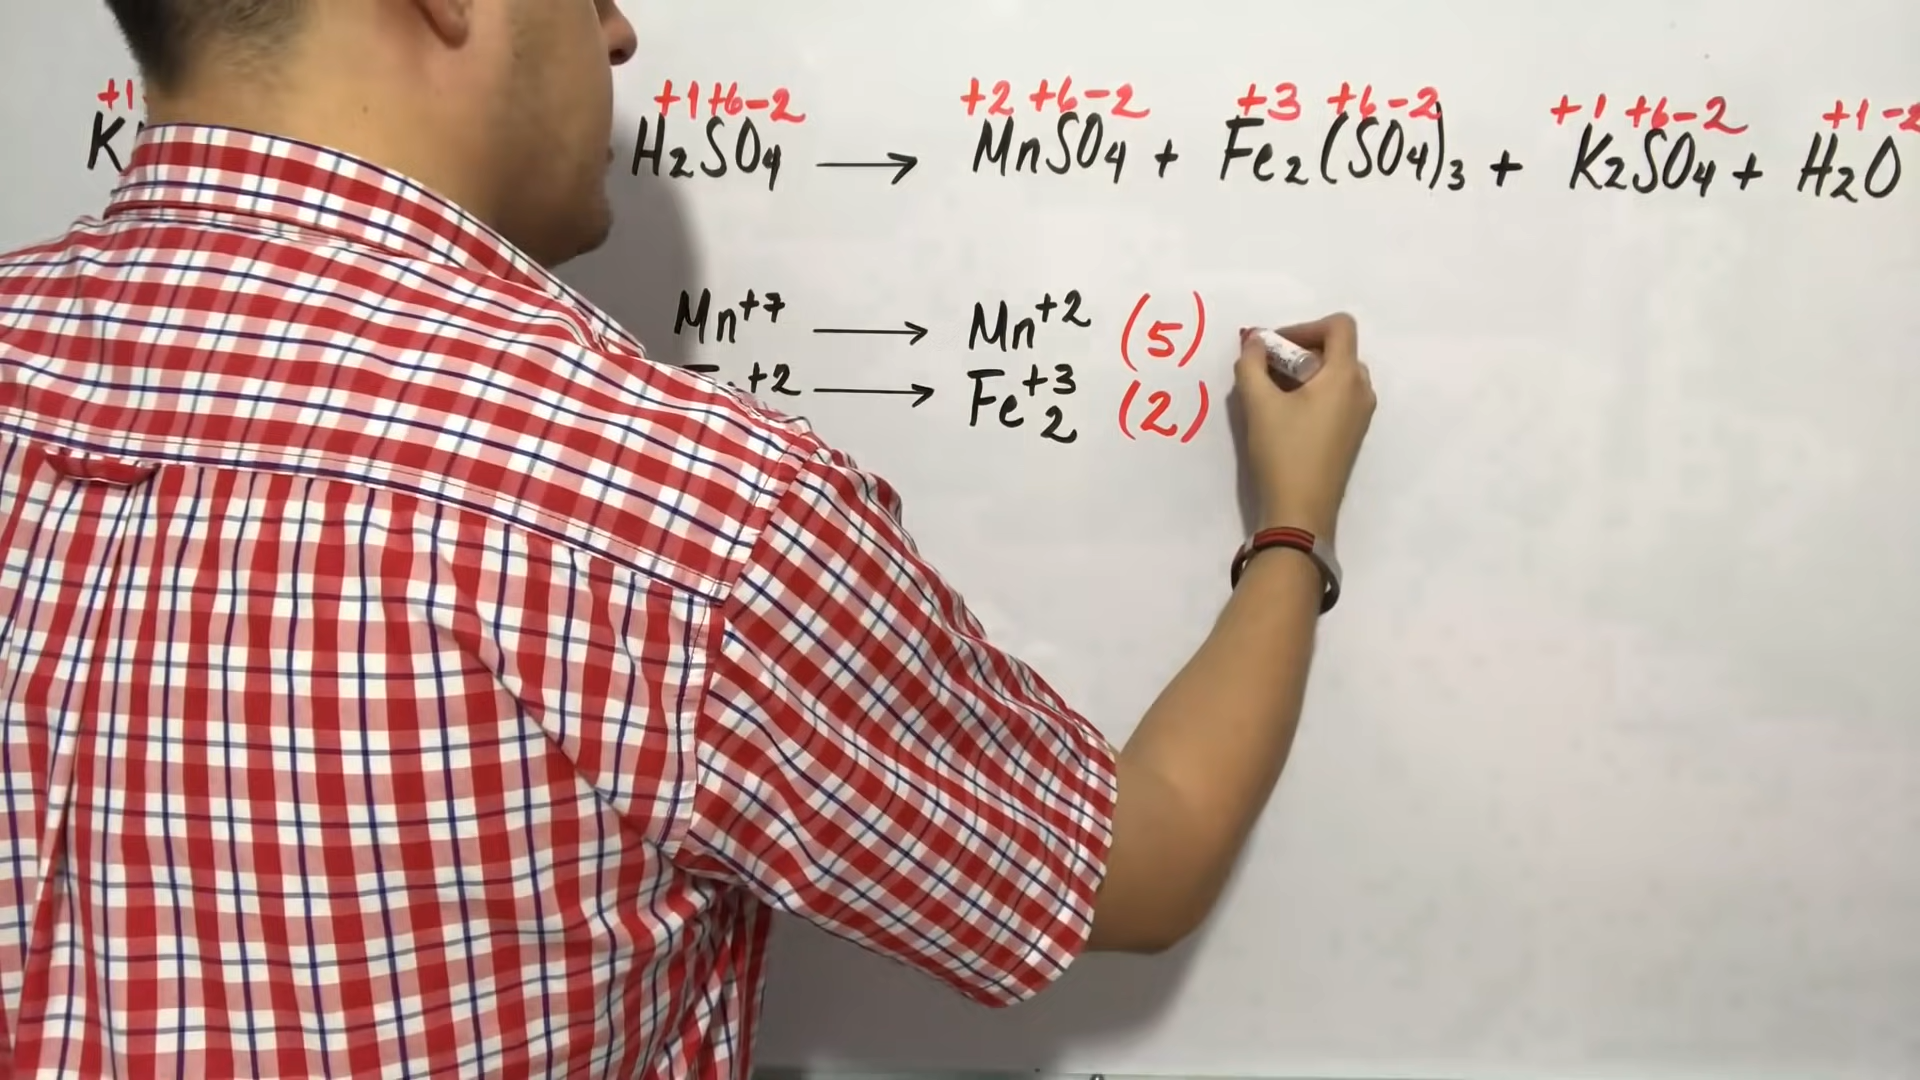 +1 +1 +6 -2 +2 +6 -2 +3 +6 -2 +1 +6 -2 +1 -2
K H2SO4 → MnSO4 + Fe2(SO4)3 + K2SO4 + H2O
Mn+7 → Mn+2 (5)
+2 → Fe2+3 (2)